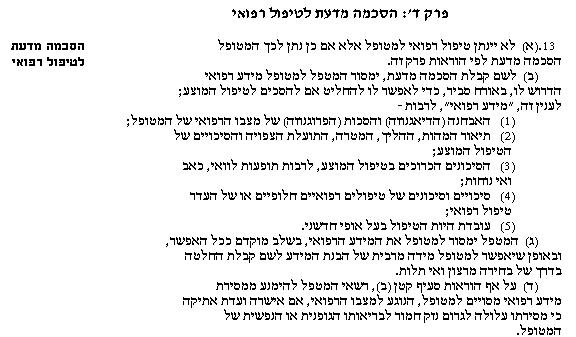 פרק ד': הסכמה מדעת לטיפול רפואי
הסכמה מדעת
לטיפול רפואי
13.(א) לא יינתן טיפול רפואי למטופל אלא אם כן נתן לכך המטופל
הסכמה מדעת לפי הוראות פרק זה.
(ב) לשם קבלת הסכמה מדעת, ימסור המטפל למטופל מידע רפואי
הדרוש לו, באורח סביר, כדי לאפשר לו להחליט אם להסכים לטיפול המוצע;
לענין זה, "מידע רפואי", לרבות -
(1) האבחנה (הדיאגנוזה) והסכות (הפרוגנוזה) של מצבו הרפואי של המטופל;
(2) תיאור המהות, ההליך, המטרה, התועלת הצפויה והסיכויים של
הטיפול המוצע;
(3) הסיכונים הכרוכים בטיפול המוצע, לרבות תופעות לוואי, כאב
ואי נוחות;
(4) סיכויים וסיכונים של טיפולים רפואיים חלופיים או של העדר
טיפול רפואי;
(5) עובדת היות הטיפול בעל אופי חדשני.
(ג) המטפל ימסור למטופל את המידע הרפואי, בשלב מוקדם ככל האפשר,
ובאופן שיאפשר למטופל מידה מרבית של הבנת המידע לשם קבלת החלטה
בדרך של בחירה מרצון ואי תלות.
(ד) על אף הוראות סעיף קטן (ב), רשאי המטפל להימנע ממסירת
מידע רפואי מסויים למטופל, הנוגע למצבו הרפואי, אם אישרה ועדת אתיקה
כי מסירתו עלולה לגרום נזק חמור לבריאותו הגופנית או הנפשית של
המטופל.